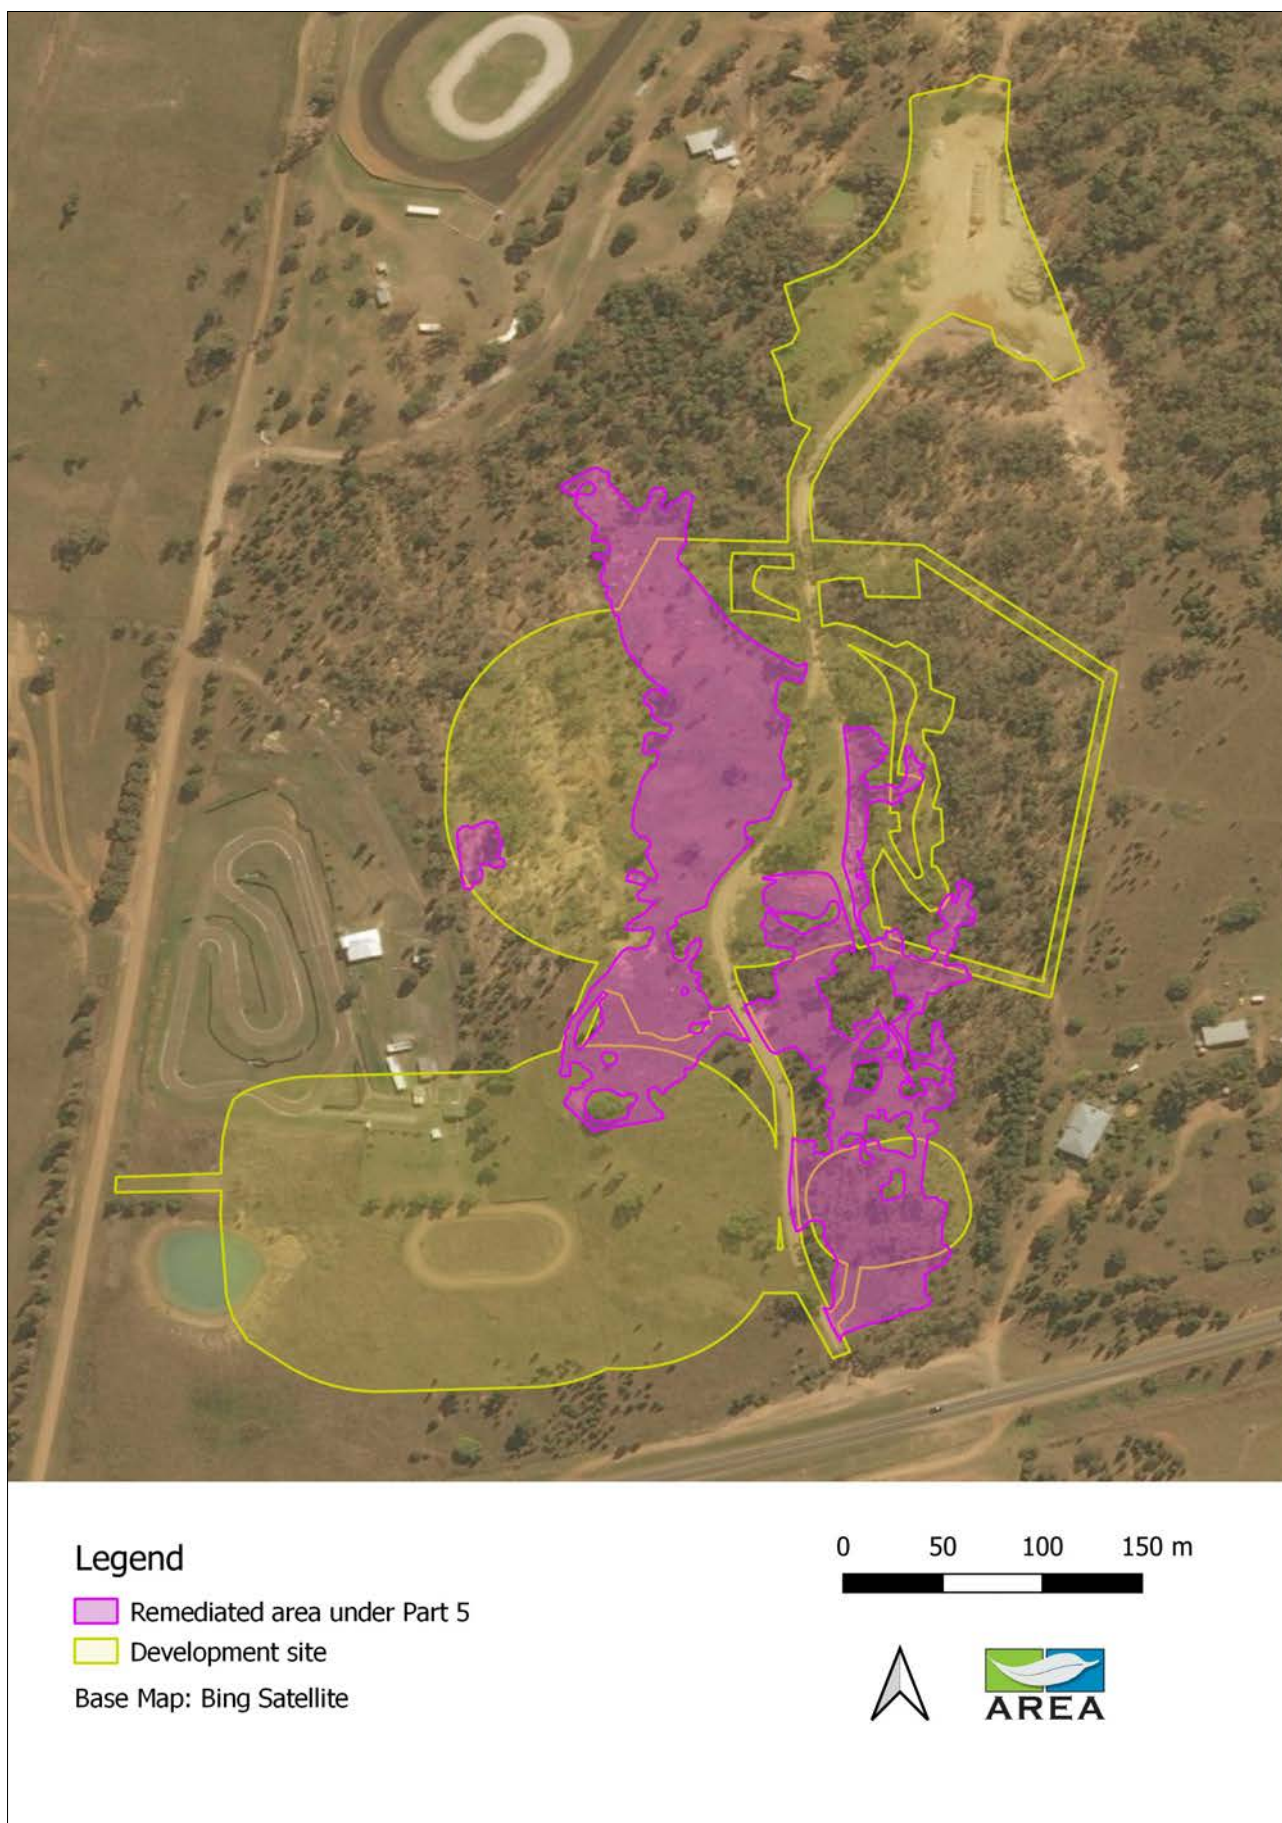 Legend
Remediated area under Part 5
Development site
Base Map: Bing Satellite
0 50 100 150 m
AREA